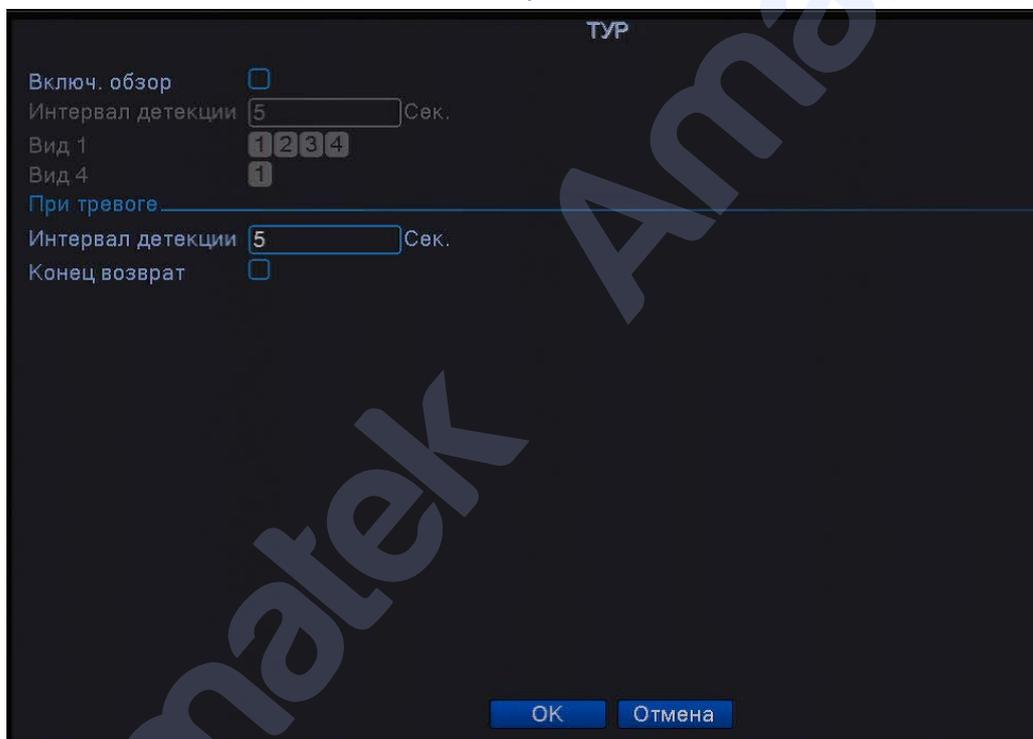 ТУР
Включ. обзор
Интервал детекции 5 Сек.
Вид 1 1 2 3 4
Вид 4 1
При тревоге
Интервал детекции 5 Сек.
Конец возврат
OK Отмена
Amatek Ama